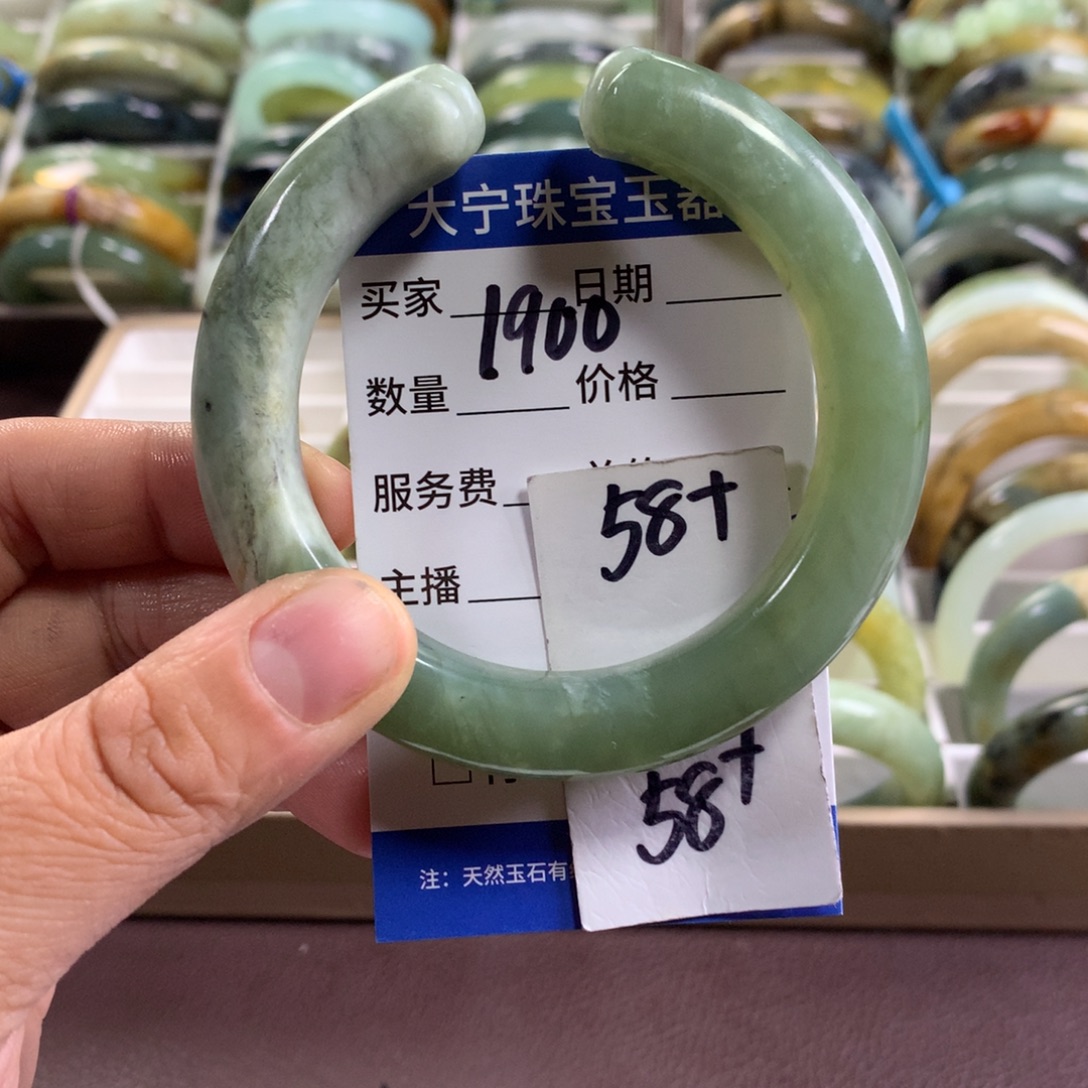 大宁珠宝玉器
买家 日期
1900
数量 价格
服务费
58+
主播
58+
注：天然玉石有